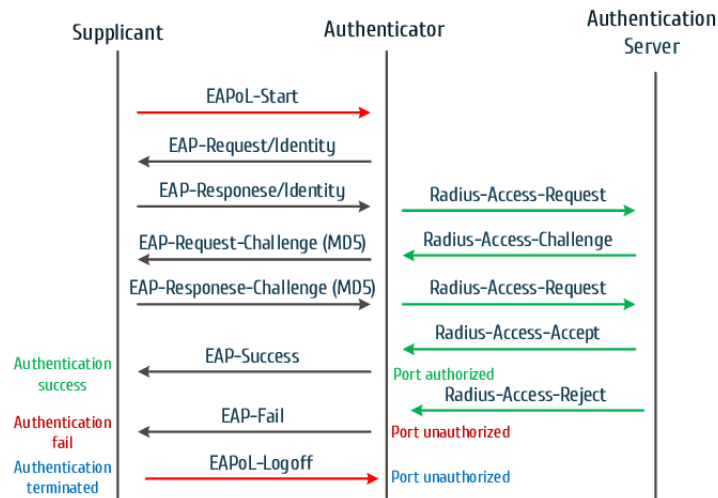 Supplicant
Authenticator
Authentication
Server
EAPoL-Start
EAP-Request/Identity
EAP-Responese/Identity
Radius-Access-Request
EAP-Request-Challenge (MD5)
Radius-Access-Challenge
EAP-Responese-Challenge (MD5)
Radius-Access-Request
Radius-Access-Accept
Authentication
success
EAP-Success
Port authorized
Radius-Access-Reject
Authentication
fail
EAP-Fail
Port unauthorized
Authentication
terminated
EAPoL-Logoff
Port unauthorized